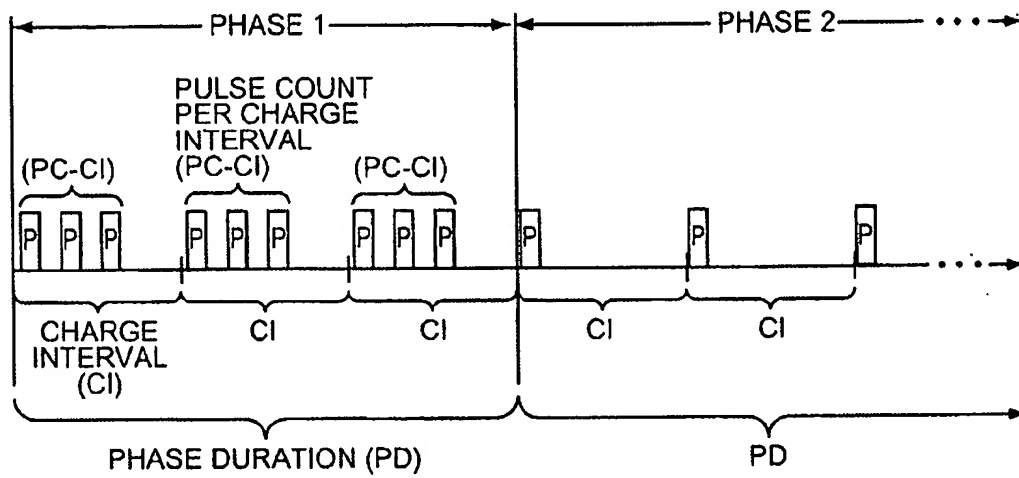 PHASE 1
PHASE 2
PULSE COUNT
PER CHARGE
INTERVAL
(PC-CI)
(PC-CI)
(PC-CI)
P P P P P P P P P P P P
CHARGE
INTERVAL
(CI)
CI
CI
CI
CI
PHASE DURATION (PD)
PD